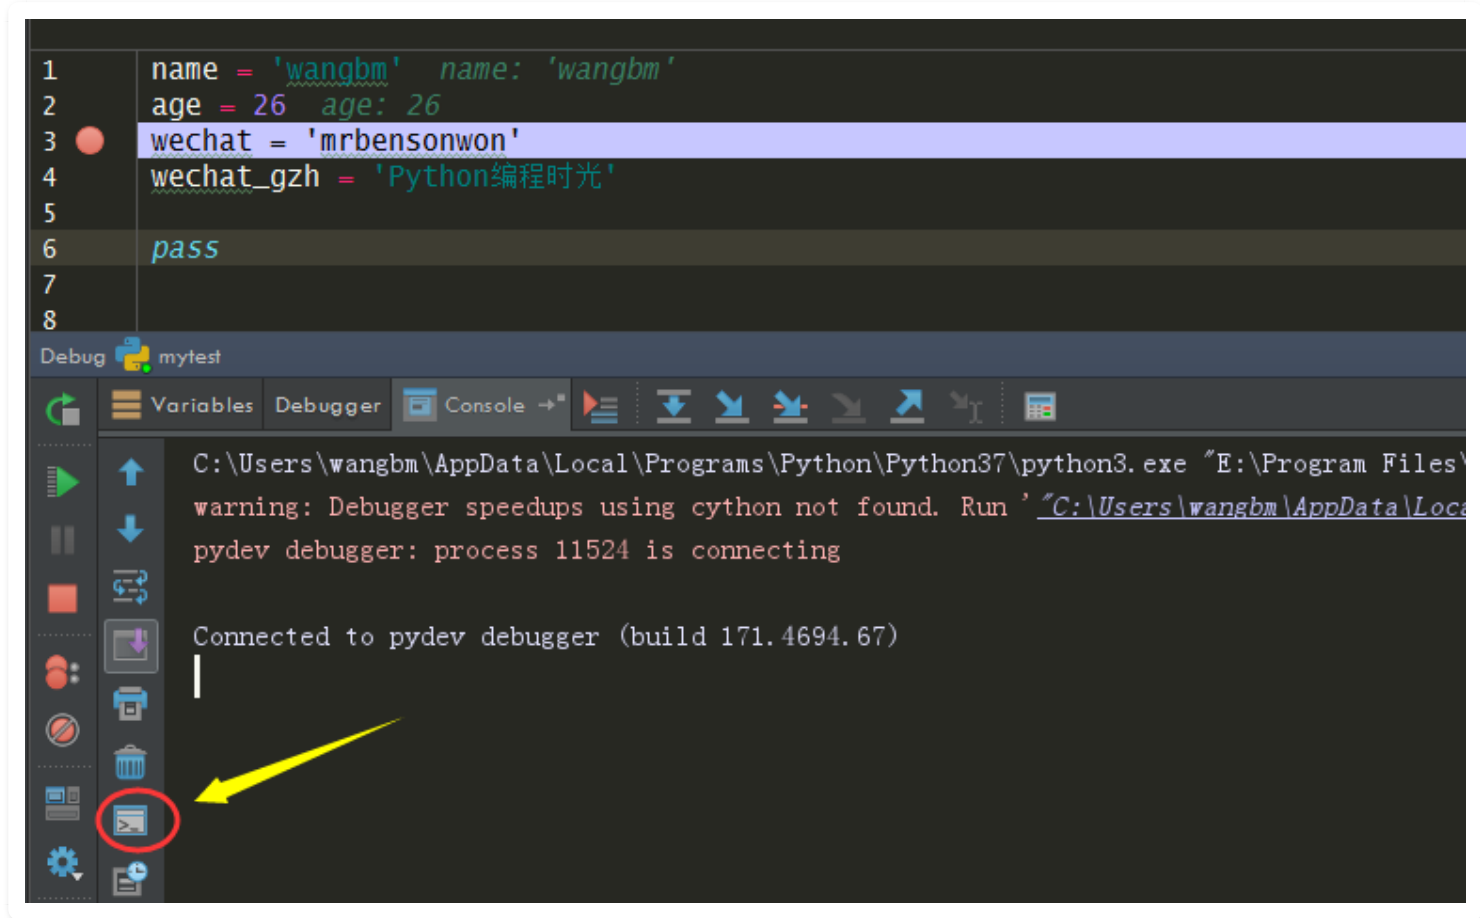 1 name = 'wangbm' name: 'wangbm'
2 age = 26 age: 26
3 wechat = 'mrbensonwon'
4 wechat_gzh = 'Python编程时光'
5
6 pass
7
8
Debug mytest
Variables Debugger Console
C:\Users\wangbm\AppData\Local\Programs\Python\Python37\python3.exe "E:\Program Files\
warning: Debugger speedups using cython not found. Run '"C:\Users\wangbm\AppData\Loca
pydev debugger: process 11524 is connecting
Connected to pydev debugger (build 171.4694.67)